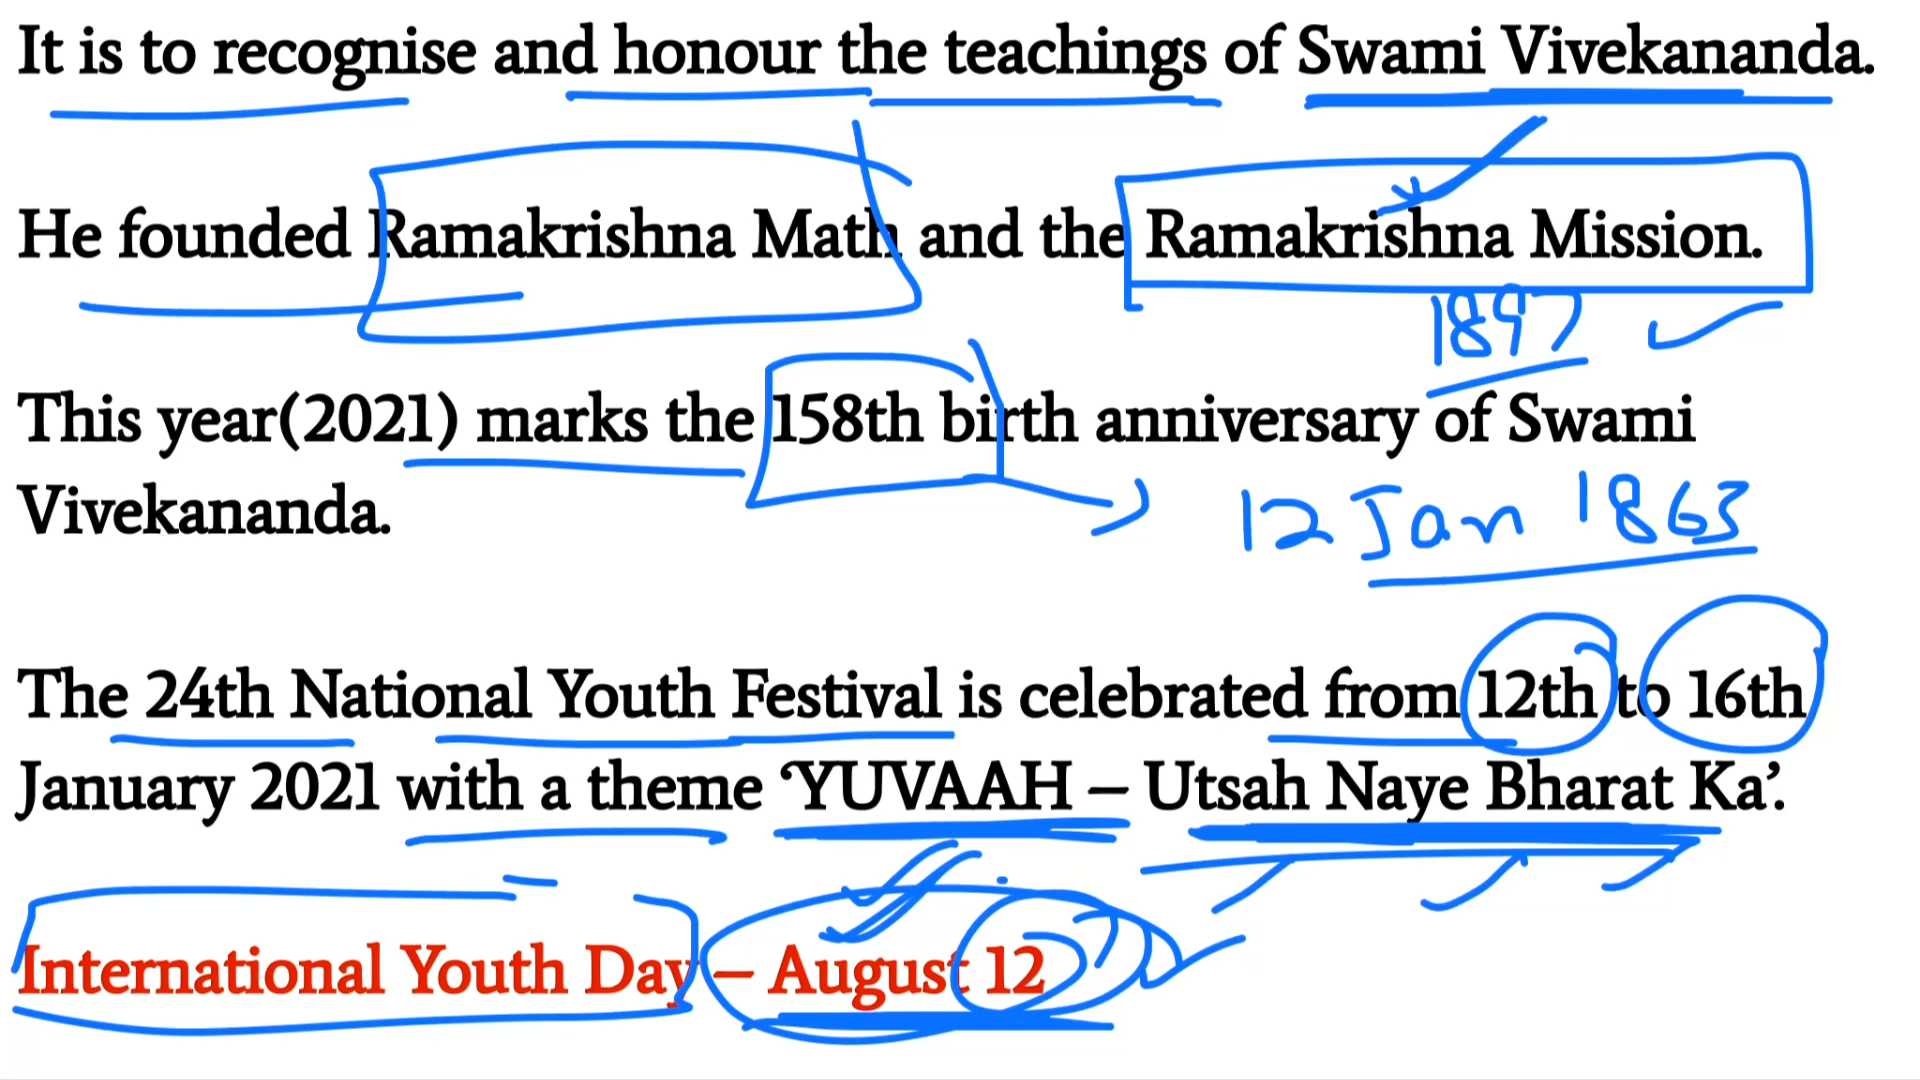 It is to recognise and honour the teachings of Swami Vivekananda.
He founded Ramakrishna Math and the Ramakrishna Mission.
1897
This year(2021) marks the 158th birth anniversary of Swami
Vivekananda.
12 Jan 1863
The 24th National Youth Festival is celebrated from 12th to 16th
January 2021 with a theme ‘YUVAAH – Utsah Naye Bharat Ka’.
International Youth Day – August 12